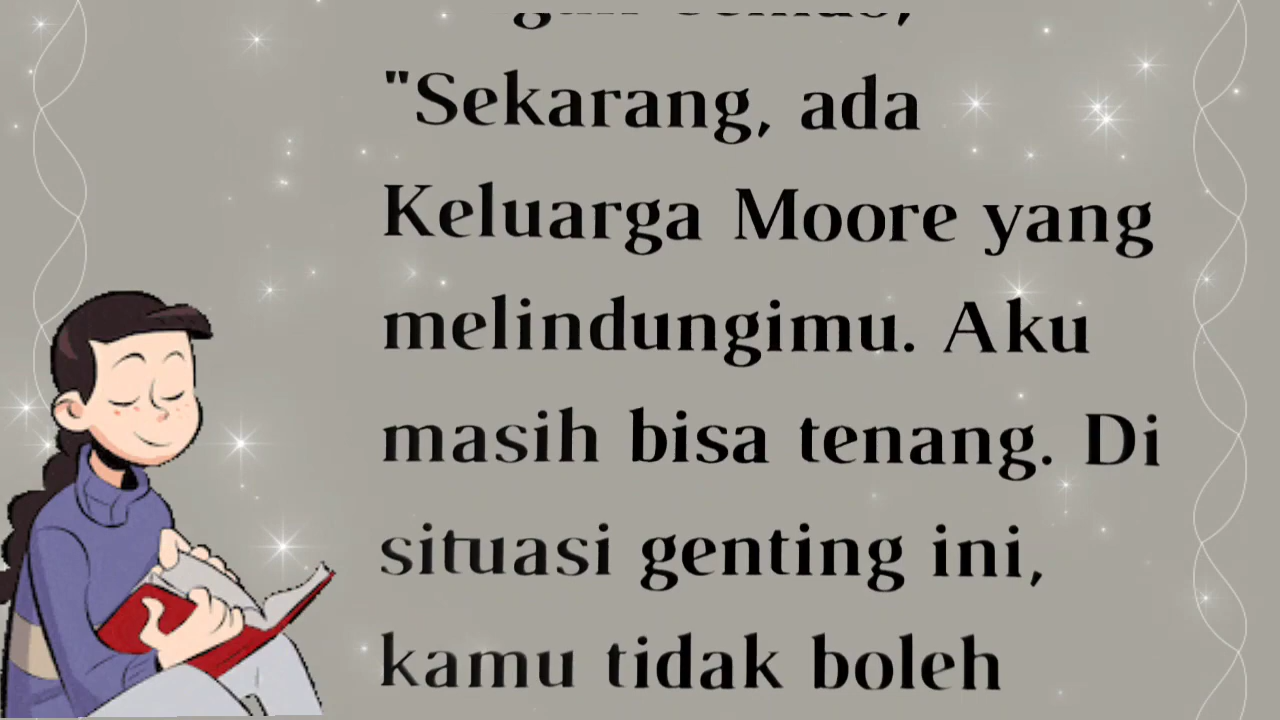 "Sekarang, ada
Keluarga Moore yang
melindungimu. Aku
masih bisa tenang. Di
situasi genting ini,
kamu tidak boleh